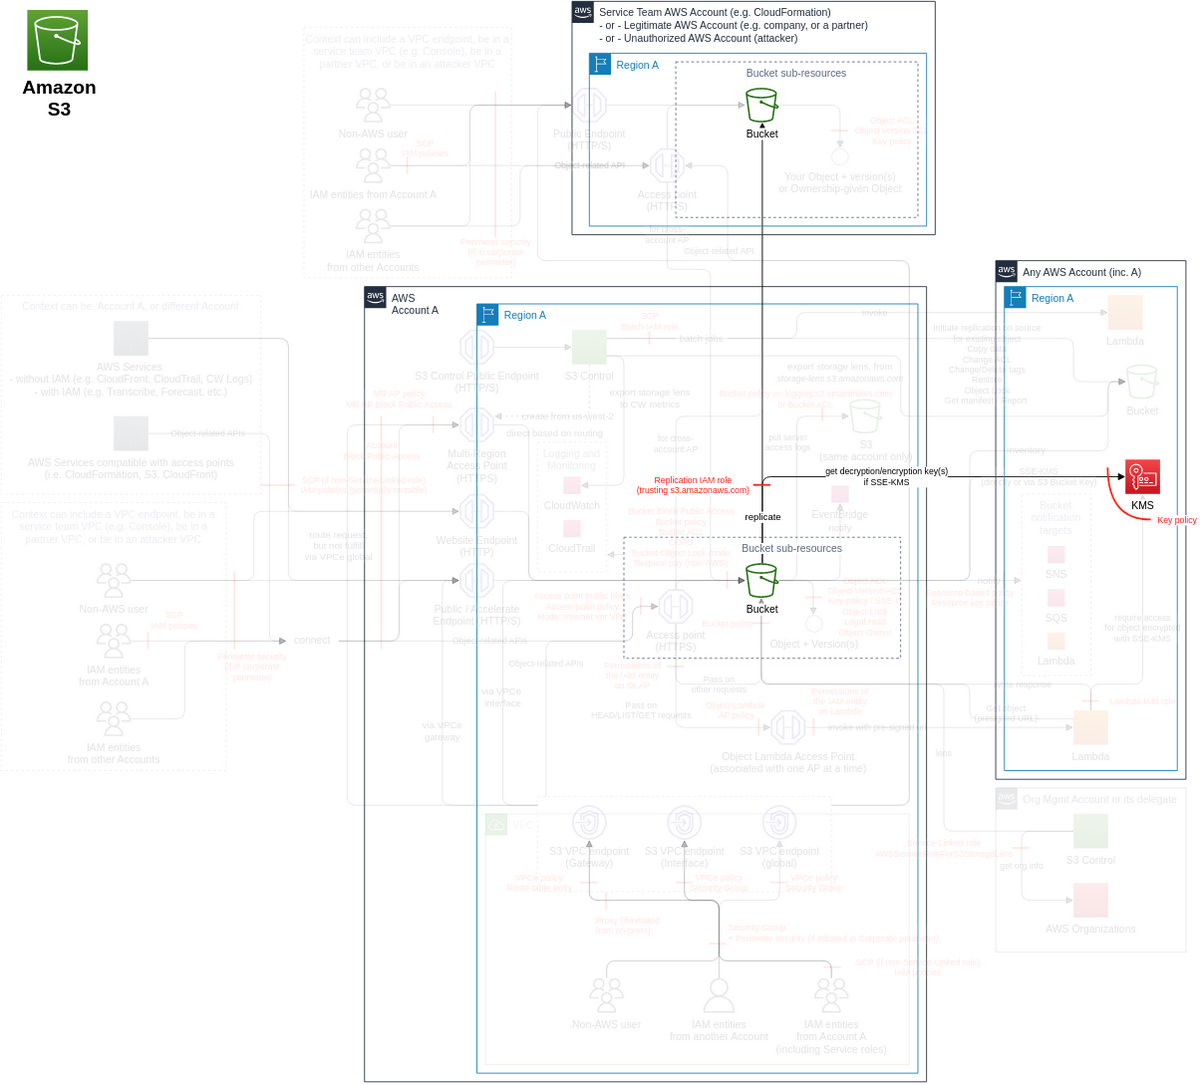 Amazon
S3
Service Team AWS Account (e.g. CloudFormation)
- or - Legitimate AWS Account (e.g. company, or a partner)
- or - Unauthorized AWS Account (attacker)
Region A
Bucket sub-resources
Bucket
Object ACL
Key policy
Your Object + version(s)
or Ownership-given Object
Public Endpoint
(HTTP/S)
Object-related API
Access point
(HTTPS)
for cross-
account AP
Object-related API
Context can include a VPC endpoint, be in a
service team VPC (e.g. Console), be in a
partner VPC, or be in an attacker VPC
Non-AWS user
SCP
IAM policies
IAM entities from Account A
IAM entities
from other Accounts
Perimeter security
(if in corporate
perimeter)
Context can be: Account A, or different Account
AWS Services
- without IAM (e.g. CloudFront, CloudTrail, CW Logs)
- with IAM (e.g. Transcribe, Forecast, etc.)
Object-related APIs
AWS Services compatible with access points
(i.e. CloudFormation, S3, CloudFront)
SCP (if non-Service-Linked role)
Context can include a VPC endpoint, be in a
service team VPC (e.g. Console), be in a
partner VPC, or be in an attacker VPC
Non-AWS user
SCP
IAM policies
IAM entities
from Account A
IAM entities
from other Accounts
Perimeter security
(if in corporate
perimeter)
connect
route request
but not fulfill
via VPCe global
AWS
Account A
Region A
S3 Control Public Endpoint
(HTTP/S)
S3 Control
SCP
Batch IAM role
batch jobs
invoke
export storage lens
to CW metrics
export storage lens, from
storage-lens.s3.amazonaws.com
MR AP policy
MR AP Block Public Access
Account
Block Public Access
Multi-Region
Access Point
(HTTPS)
create from us-west-2
direct based on routing
Logging and
Monitoring
CloudWatch
CloudTrail
Website Endpoint
(HTTP)
Public / Accelerate
Endpoint (HTTP/S)
Object-related APIs
Object-related APIs
via VPCe
interface
via VPCe
gateway
for cross-
account AP
put server
access logs
Bucket policy on logging.s3.amazonaws.com
or Bucket ACL
S3
(same account only)
Replication IAM role
(trusting s3.amazonaws.com)
get decryption/encryption key(s)
if SSE-KMS
replicate
EventBridge
notify
Bucket Block Public Access
Bucket policy
Bucket Object Lock mode
Request pay (non-AWS)
Bucket sub-resources
Bucket
Access point policy
Access point
(HTTPS)
Bucket policy
Object ACL
Object Lock
Legal Hold
Object Owner
Object + Version(s)
Permissions of
the IAM entity
on OLAP
Pass on
other requests
Pass on
HEAD/LIST/GET requests
Object Lambda
AP policy
Permissions of
the IAM entity
on Lambda
invoke with pre-signed url
Object Lambda Access Point
(associated with one AP at a time)
VPC
S3 VPC endpoint
(Gateway)
S3 VPC endpoint
(Interface)
S3 VPC endpoint
(global)
VPCe policy
Route table entry
VPCe policy
Security Group
VPCe policy
Security Group
Proxy (if initiated
from on-prem)
Security Group
+ Perimeter security (if initiated in Corporate perimeter)
SCP (if non-Service-Linked role)
IAM policies
Non-AWS user
IAM entities
from another Account
IAM entities
from Account A
(including Service roles)
Any AWS Account (inc. A)
Region A
Lambda
Initiate replication on source
for existing object
Copy data
Change ACL
Change/Delete tags
Restore
Object Lock
Get manifest / Report
Bucket
inventory
SSE-KMS
(directly or via S3 Bucket Key)
KMS
Key policy
Bucket
notification
targets
SNS
SQS
Lambda
notify
Resource-based policy
Resource key policy
require access
for object encrypted
with SSE-KMS
write response
Get object
(presigned URL)
Lambda IAM role
Lambda
lens
Org Mgmt Account or its delegate
S3 Control
Service-Linked role
AWSServiceRoleForS3StorageLens
get org info
AWS Organizations